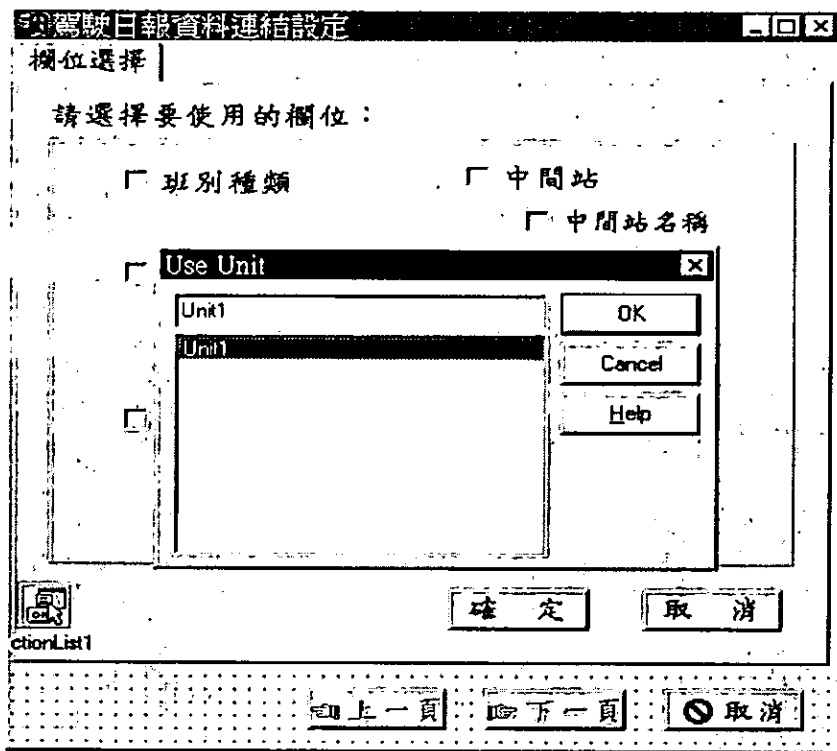 駕駛日報資料連結設定
欄位選擇
請選擇要使用的欄位：
班別種類
中間站
中間站名稱
Use Unit
Unit1
OK
Unit1
Cancel
Help
確 定
取 消
ctionList1
上一頁
下一頁
取消